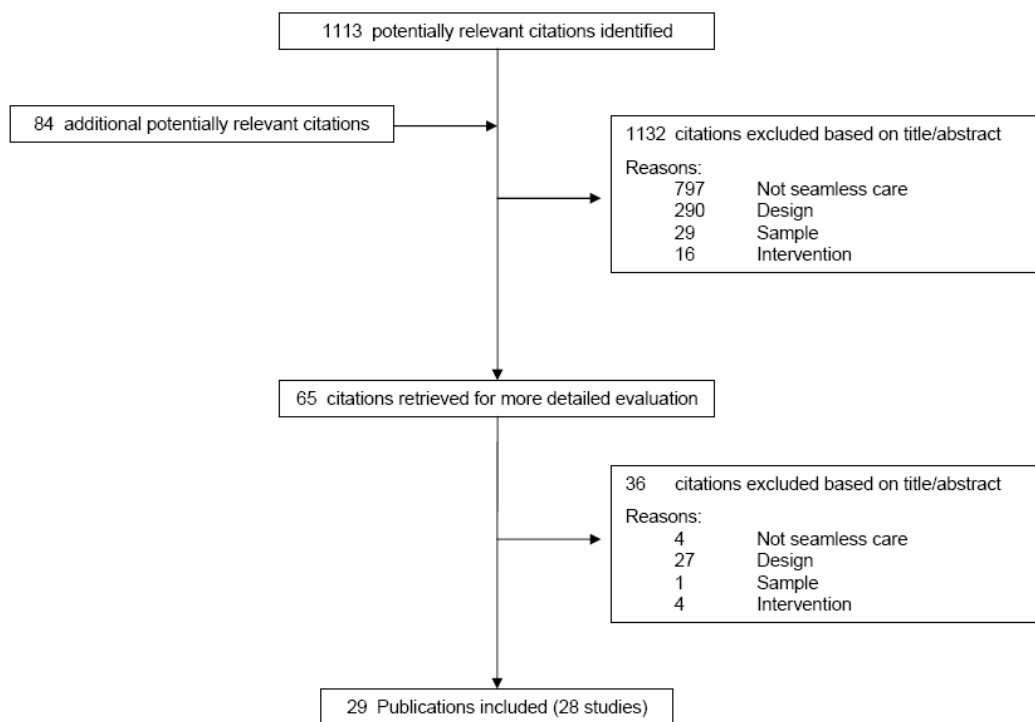 1113 potentially relevant citations identified
84 additional potentially relevant citations
1132 citations excluded based on title/abstract
Reasons:
797 Not seamless care
290 Design
29 Sample
16 Intervention
65 citations retrieved for more detailed evaluation
36 citations excluded based on title/abstract
Reasons:
4 Not seamless care
27 Design
1 Sample
4 Intervention
29 Publications included (28 studies)